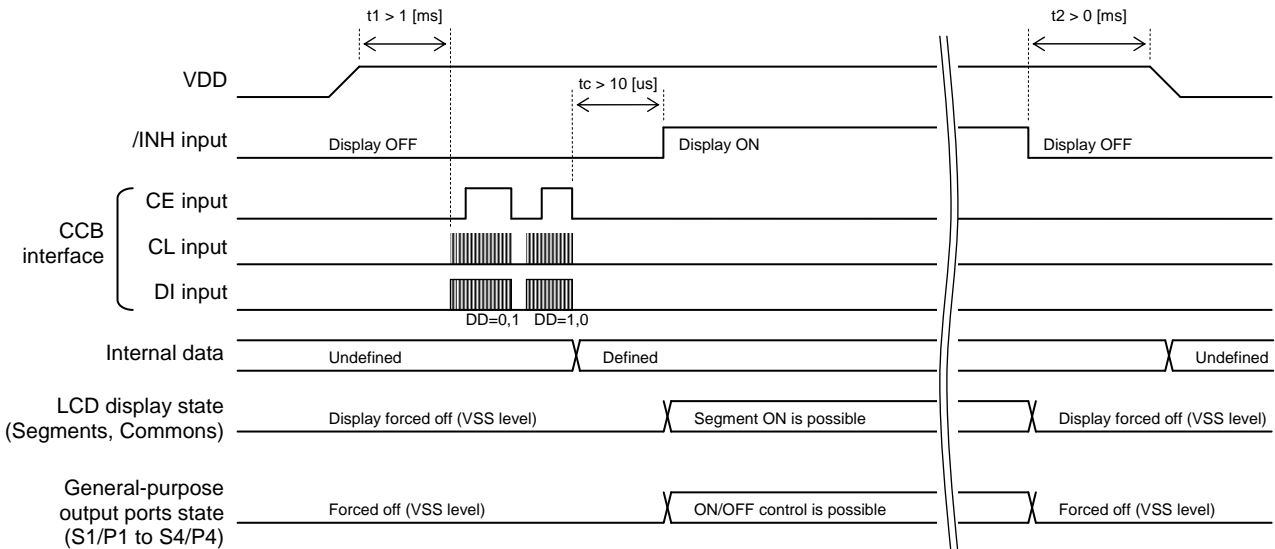 t1 > 1 [ms]
t2 > 0 [ms]
VDD
tc > 10 [us]
/INH input
Display OFF
Display ON
Display OFF
CCB
interface
CE input
CL input
DI input
DD=0,1
DD=1,0
Internal data
Undefined
Defined
Undefined
LCD display state
(Segments, Commons)
Display forced off (VSS level)
Segment ON is possible
Display forced off (VSS level)
General-purpose
output ports state
(S1/P1 to S4/P4)
Forced off (VSS level)
ON/OFF control is possible
Forced off (VSS level)